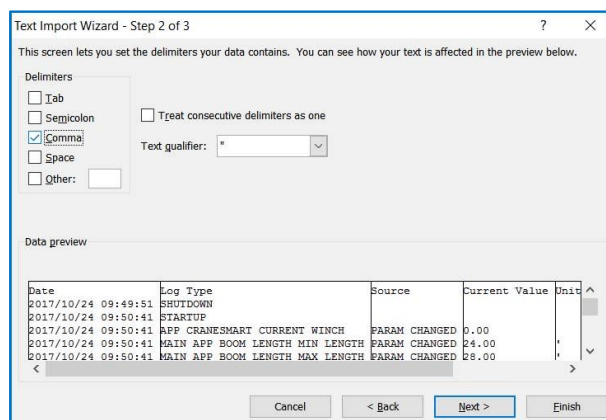 Text Import Wizard - Step 2 of 3 ? ×
This screen lets you set the delimiters your data contains. You can see how your text is affected in the preview below.
Delimiters
Tab
Semicolon
Comma
Space
Other:
Treat consecutive delimiters as one
Text qualifier: "
Data preview
Date Log Type Source Current Value Unit
2017/10/24 09:49:51 SHUTDOWN
2017/10/24 09:50:41 STARTUP
2017/10/24 09:50:41 APP CRANESMART CURRENT WINCH PARAM CHANGED 0.00
2017/10/24 09:50:41 MAIN APP BOOM LENGTH MIN LENGTH PARAM CHANGED 24.00 '
2017/10/24 09:50:41 MAIN APP BOOM LENGTH MAX LENGTH PARAM CHANGED 28.00 '
Cancel < Back Next > Finish